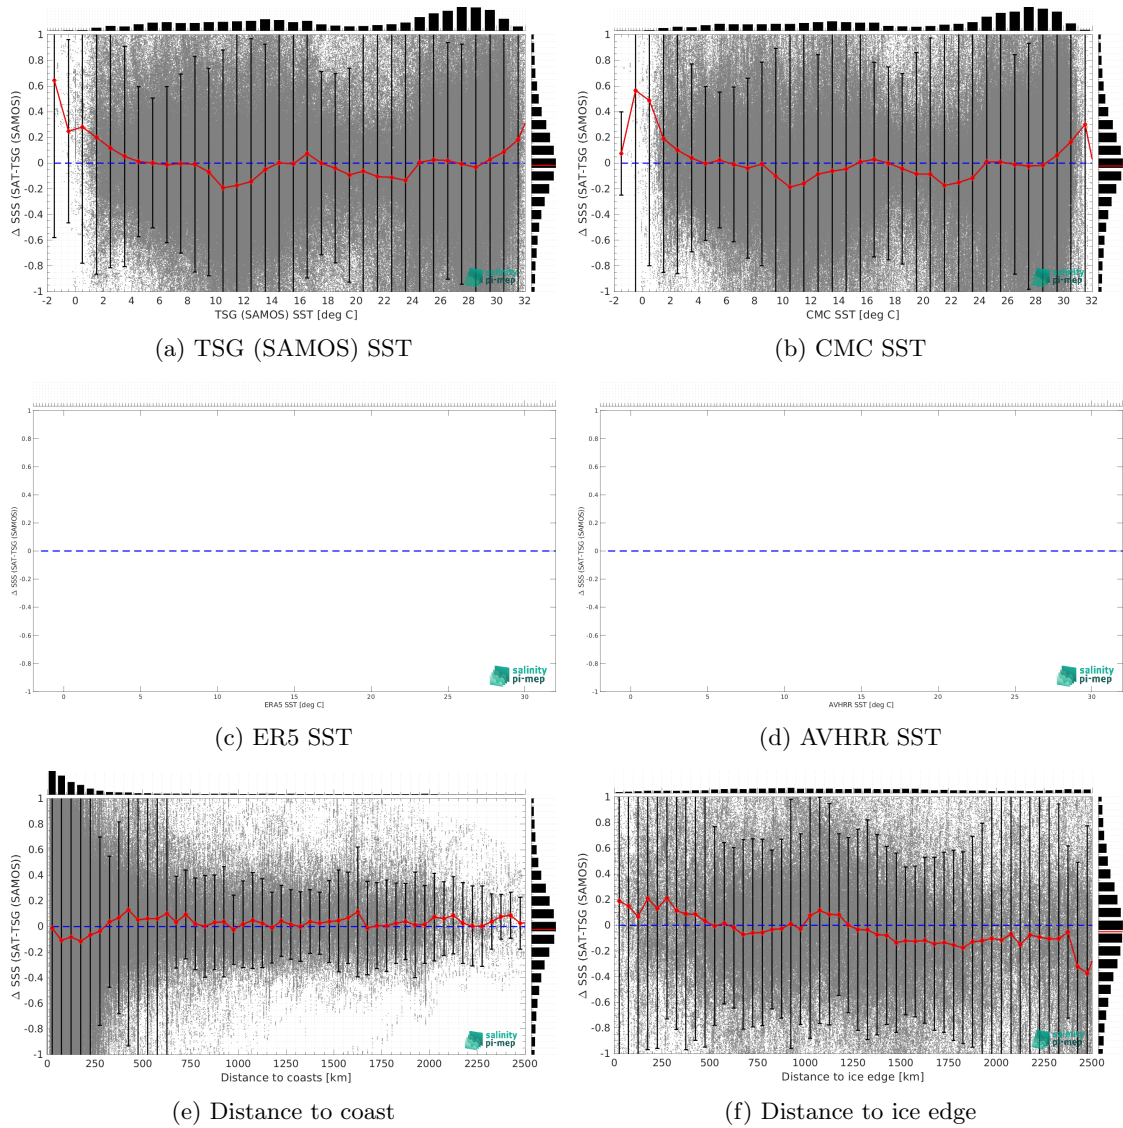 1
0.8
0.6
0.4
0.2
0
-0.2
-0.4
-0.6
-0.8
-1
Δ SSS (SAT-TSG (SAMOS))
salinity
pi-mep
-2 0 2 4 6 8 10 12 14 16 18 20 22 24 26 28 30 32
TSG (SAMOS) SST [deg C]
(a) TSG (SAMOS) SST
1
0.8
0.6
0.4
0.2
0
-0.2
-0.4
-0.6
-0.8
-1
Δ SSS (SAT-TSG (SAMOS))
salinity
pi-mep
-2 0 2 4 6 8 10 12 14 16 18 20 22 24 26 28 30 32
CMC SST [deg C]
(b) CMC SST
1
0.8
0.6
0.4
0.2
0
-0.2
-0.4
-0.6
-0.8
-1
Δ SSS (SAT-TSG (SAMOS))
salinity
pi-mep
0 5 10 15 20 25 30
ERA5 SST [deg C]
(c) ER5 SST
1
0.8
0.6
0.4
0.2
0
-0.2
-0.4
-0.6
-0.8
-1
Δ SSS (SAT-TSG (SAMOS))
salinity
pi-mep
0 5 10 15 20 25 30
AVHRR SST [deg C]
(d) AVHRR SST
1
0.8
0.6
0.4
0.2
0
-0.2
-0.4
-0.6
-0.8
-1
Δ SSS (SAT-TSG (SAMOS))
salinity
pi-mep
0 250 500 750 1000 1250 1500 1750 2000 2250 2500
Distance to coasts [km]
(e) Distance to coast
1
0.8
0.6
0.4
0.2
0
-0.2
-0.4
-0.6
-0.8
-1
Δ SSS (SAT-TSG (SAMOS))
salinity
pi-mep
0 250 500 750 1000 1250 1500 1750 2000 2250 2500
Distance to ice edge [km]
(f) Distance to ice edge